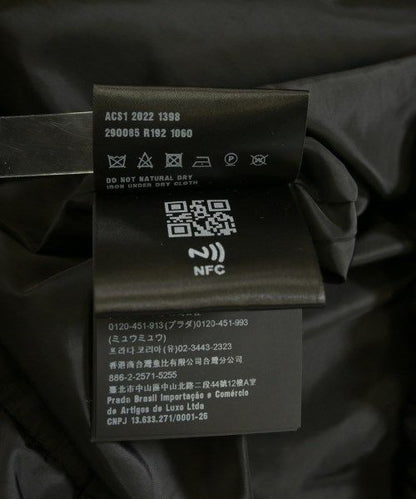 ACS1 2022 1398
290085 R192 1060
DO NOT NATURAL DRY
IRON UNDER DRY CLOTH
NFC
0120-451-913(プラダ)0120-451-993
(ミュウミュウ)
프라다 코리아(유)02-3443-2323
香港商台灣普比有限公司台灣分公司
886-2-2571-5255
臺北市中山區中山北路二段44號12樓A室
Prada Brasil Importação e Comércio
de Artigos de Luxo Ltda
CNPJ 13.633.271/0001-26